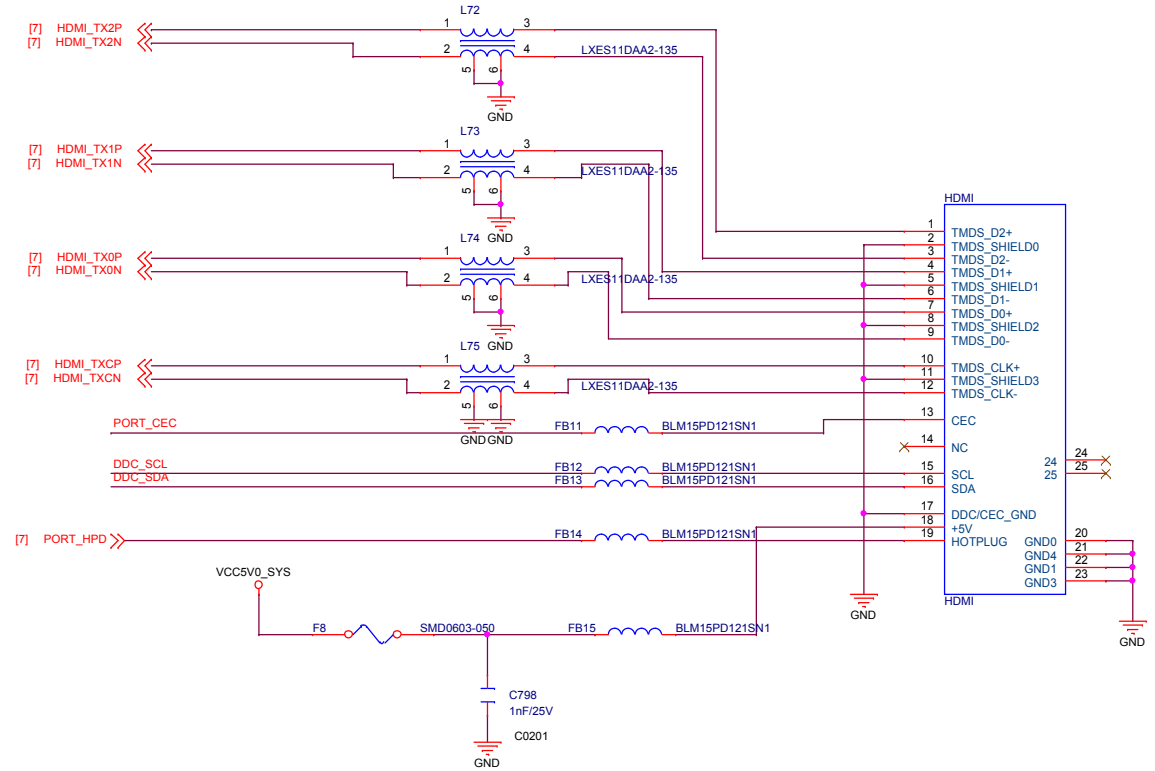 L72
[7] HDMI_TX2P 1 3
[7] HDMI_TX2N 2 4 LXES11DAA2-135
5 6
GND
L73
[7] HDMI_TX1P 1 3
[7] HDMI_TX1N 2 4 LXES11DAA2-135
5 6
GND
L74
[7] HDMI_TX0P 1 3
[7] HDMI_TX0N 2 4 LXES11DAA2-135
5 6
GND
L75
[7] HDMI_TXCP 1 3
[7] HDMI_TXCN 2 4 LXES11DAA2-135
5 6
GND GND
PORT_CEC FB11 BLM15PD121SN1
DDC_SCL FB12 BLM15PD121SN1
DDC_SDA FB13 BLM15PD121SN1
[7] PORT_HPD FB14 BLM15PD121SN1
VCC5V0_SYS
F8 SMD0603-050 FB15 BLM15PD121SN1
C798
1nF/25V
C0201
GND
HDMI
1 TMDS_D2+
2 TMDS_SHIELD0
3 TMDS_D2-
4 TMDS_D1+
5 TMDS_SHIELD1
6 TMDS_D1-
7 TMDS_D0+
8 TMDS_SHIELD2
9 TMDS_D0-
10 TMDS_CLK+
11 TMDS_SHIELD3
12 TMDS_CLK-
13 CEC
14 NC
24 24
25 25
15 SCL
16 SDA
17 DDC/CEC_GND
18 +5V
19 HOTPLUG
GND0 20
GND4 21
GND1 22
GND3 23
HDMI
GND
GND